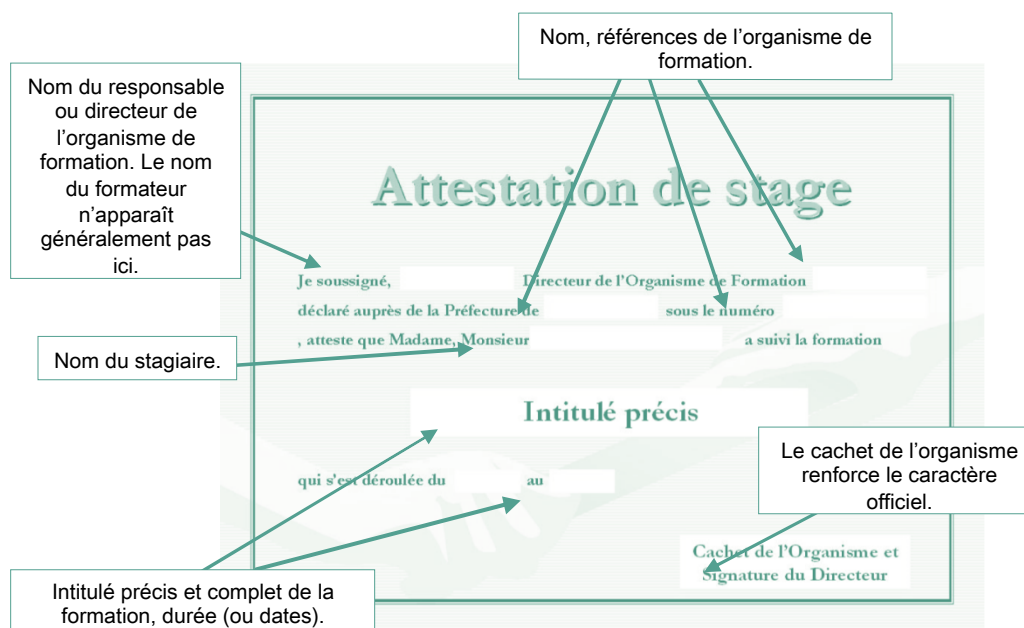 Nom, références de l’organisme de
formation.
Nom du responsable
ou directeur de
l’organisme de
formation. Le nom
du formateur
n’apparaît
généralement pas
ici.
Attestation de stage
Je soussigné, Directeur de l’Organisme de Formation
déclaré auprès de la Préfecture de sous le numéro
, atteste que Madame, Monsieur a suivi la formation
Nom du stagiaire.
Intitulé précis
Le cachet de l’organisme
renforce le caractère
officiel.
qui s’est déroulée du au
Cachet de l’Organisme et
Signature du Directeur
Intitulé précis et complet de la
formation, durée (ou dates).